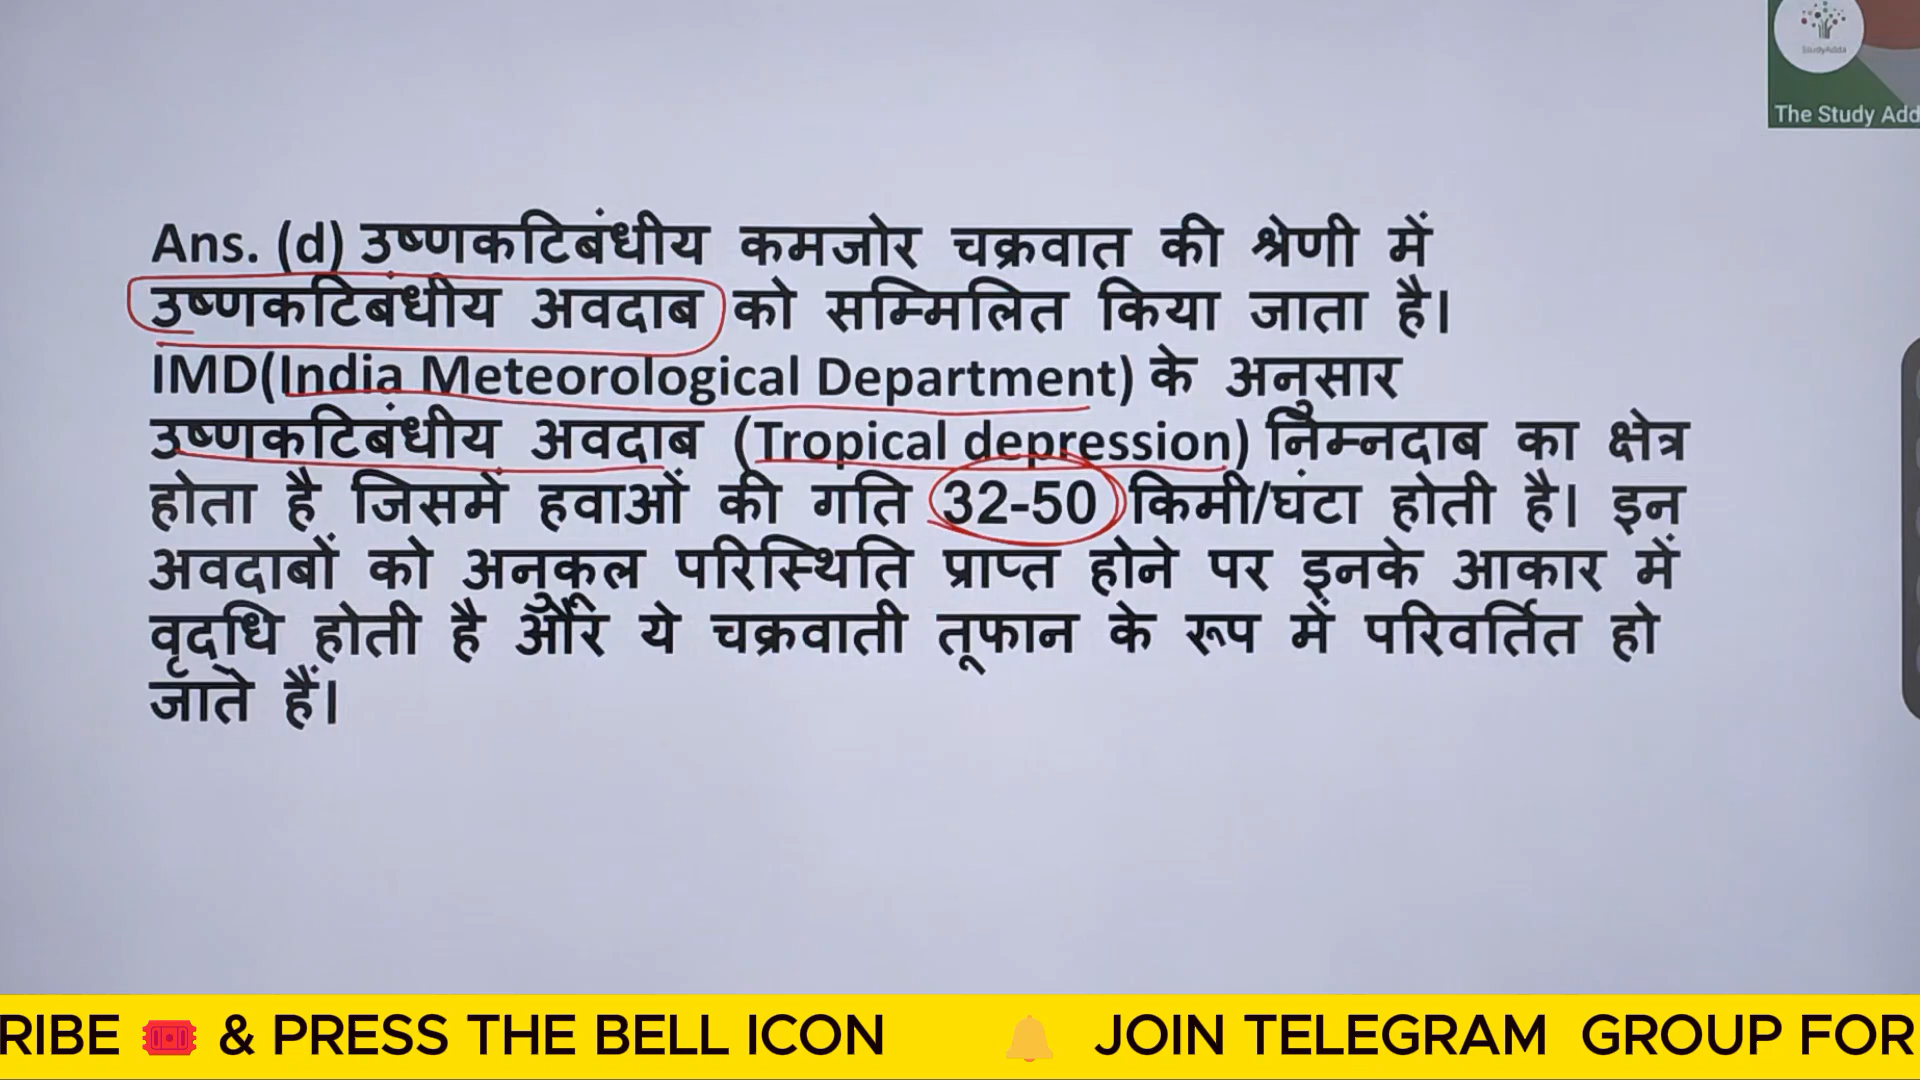 StudyAdda
The Study Add
Ans. (d) उष्णकटिबंधीय कमजोर चक्रवात की श्रेणी में
उष्णकटिबंधीय अवदाब को सम्मिलित किया जाता है।
IMD(India Meteorological Department) के अनुसार
उष्णकटिबंधीय अवदाब (Tropical depression) निम्नदाब का क्षेत्र
होता है जिसमें हवाओं की गति 32-50 किमी/घंटा होती है। इन
अवदाबों को अनुकूल परिस्थिति प्राप्त होने पर इनके आकार में
वृद्धि होती है और ये चक्रवाती तूफान के रूप में परिवर्तित हो
जाते हैं।
RIBE & PRESS THE BELL ICON JOIN TELEGRAM GROUP FOR